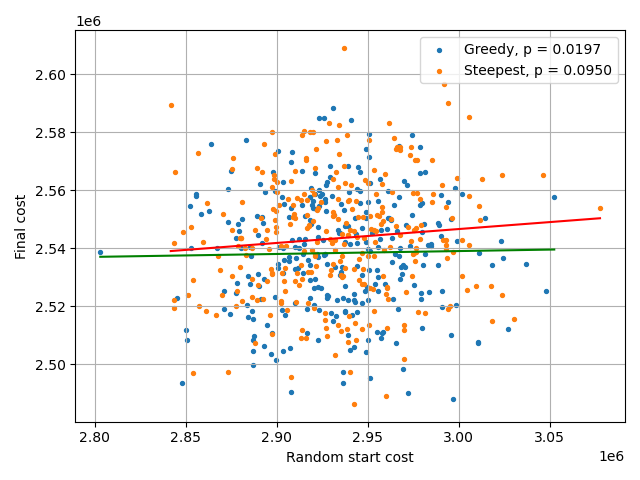 1e6
Greedy, p = 0.0197
Steepest, p = 0.0950
Final cost
2.60
2.58
2.56
2.54
2.52
2.50
2.80
2.85
2.90
2.95
3.00
3.05
Random start cost
1e6